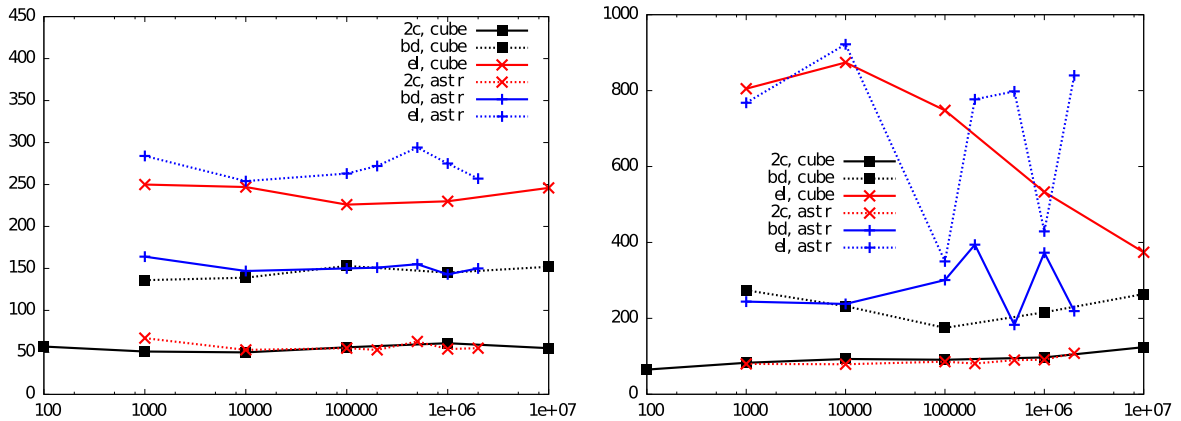 450
400
350
300
250
200
150
100
50
0
100 1000 10000 100000 1e+06 1e+07
2c, cube
bd, cube
el, cube
2c, astr
bd, astr
el, astr
1000
800
600
400
200
0
100 1000 10000 100000 1e+06 1e+07
2c, cube
bd, cube
el, cube
2c, astr
bd, astr
el, astr